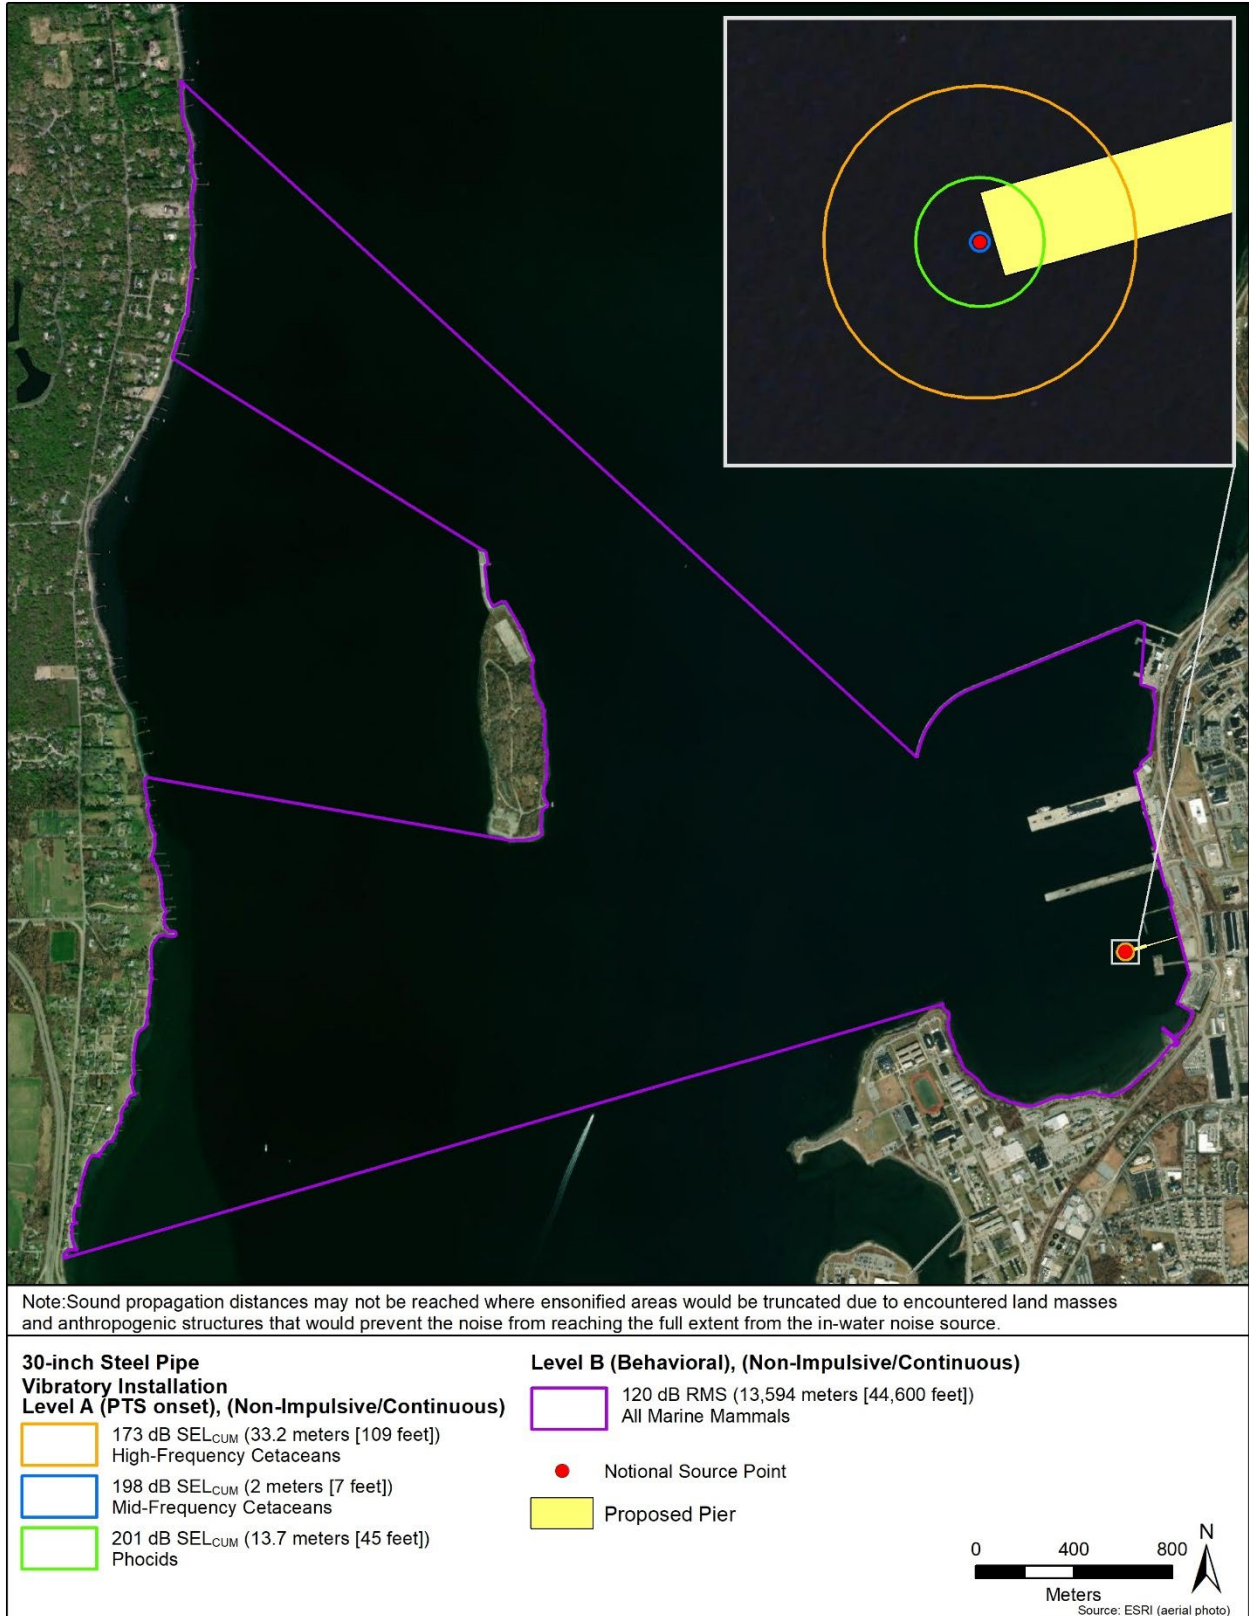 Note:Sound propagation distances may not be reached where ensonified areas would be truncated due to encountered land masses
and anthropogenic structures that would prevent the noise from reaching the full extent from the in-water noise source.
30-inch Steel Pipe
Vibratory Installation
Level A (PTS onset), (Non-Impulsive/Continuous)
173 dB SELCUM (33.2 meters [109 feet])
High-Frequency Cetaceans
198 dB SELCUM (2 meters [7 feet])
Mid-Frequency Cetaceans
201 dB SELCUM (13.7 meters [45 feet])
Phocids
Level B (Behavioral), (Non-Impulsive/Continuous)
120 dB RMS (13,594 meters [44,600 feet])
All Marine Mammals
Notional Source Point
Proposed Pier
N
0 400 800
Meters
Source: ESRI (aerial photo)